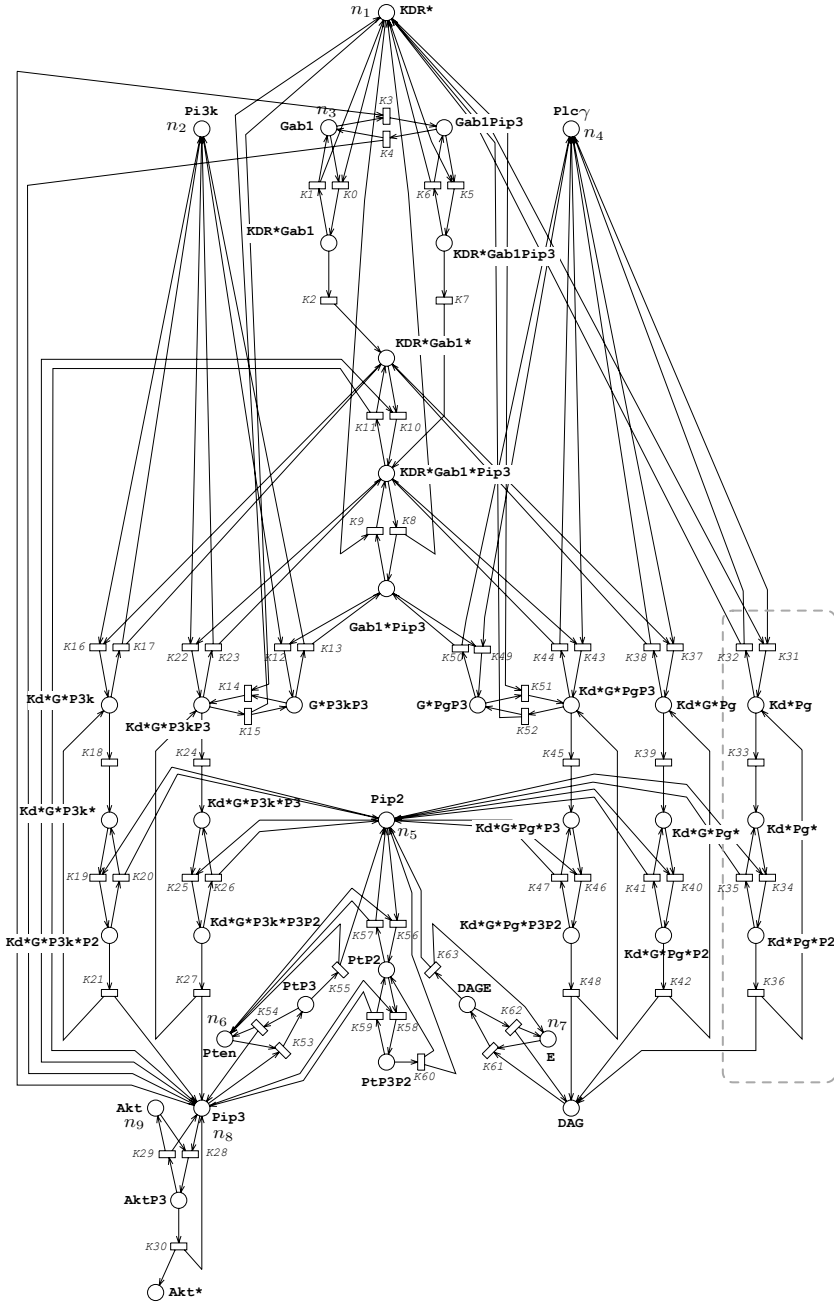 n₁ KDR*
K3
Pi3k
n₃
Gab1Pip3
Plcγ
n₂
Gab1
n₄
K4
K1
K0
K6
K5
KDR*Gab1
KDR*Gab1Pip3
K2
K7
KDR*Gab1*
K11
K10
KDR*Gab1*Pip3
K9
K8
Gab1*Pip3
K16
K17
K22
K23
K12
K13
K50
K49
K44
K43
K38
K37
K32
K31
K14
K51
Kd*G*P3k
Kd*G*P3kP3
G*P3kP3
G*PgP3
Kd*G*PgP3
Kd*G*Pg
Kd*Pg
K15
K52
K18
K24
K45
K39
K33
Kd*G*P3k*
Kd*G*P3k*P3
Pip2
n₅
Kd*G*Pg*P3
Kd*G*Pg*
Kd*Pg*
K19
K20
K25
K26
K47
K46
K41
K40
K35
K34
Kd*G*P3k*P2
Kd*G*P3k*P3P2
K57
K56
Kd*G*Pg*P3P2
Kd*G*Pg*P2
Kd*Pg*P2
K21
K27
PtP3
K55
PtP2
K63
DAGE
K48
K42
K36
n₆
K54
K59
K58
K62
n₇
Pten
K53
K61
E
PtP3P2
K60
Akt
n₉
Pip3
n₈
DAG
K29
K28
AktP3
K30
Akt*